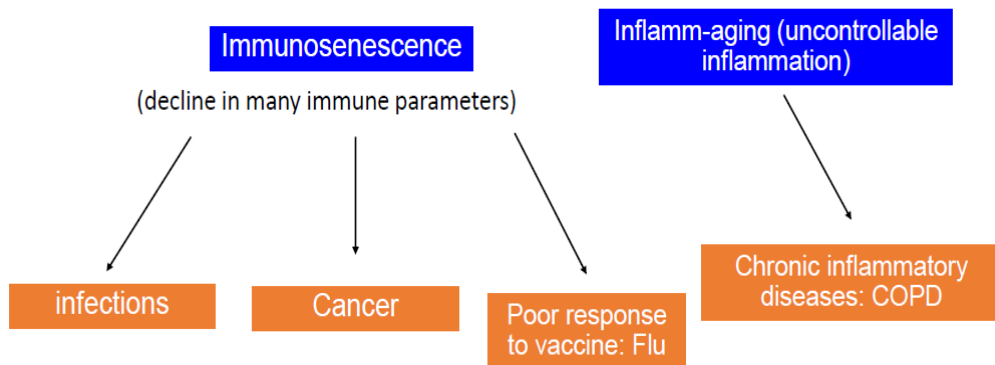 Immunosenescence
(decline in many immune parameters)
Inflamm-aging (uncontrollable
inflammation)
infections
Cancer
Poor response
to vaccine: Flu
Chronic inflammatory
diseases: COPD